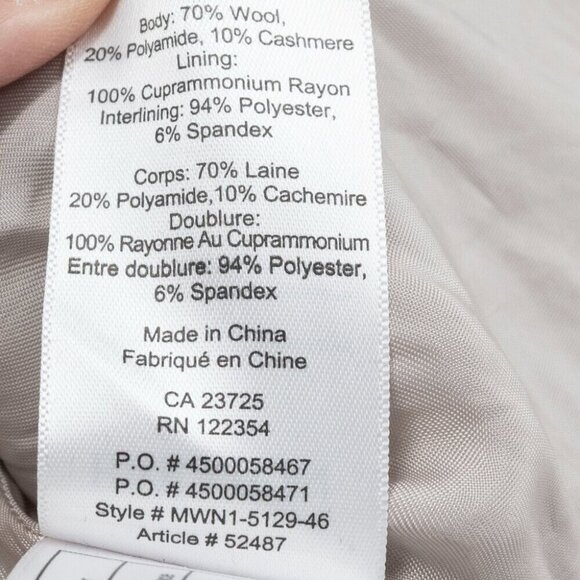 Body: 70% Wool,
20% Polyamide, 10% Cashmere
Lining:
100% Cuprammonium Rayon
Interlining: 94% Polyester,
6% Spandex
Corps: 70% Laine
20% Polyamide,10% Cachemire
Doublure:
100% Rayonne Au Cuprammonium
Entre doublure: 94% Polyester,
6% Spandex
Made in China
Fabriqué en Chine
CA 23725
RN 122354
P.O. # 4500058467
P.O. # 4500058471
Style # MWN1-5129-46
Article # 52487